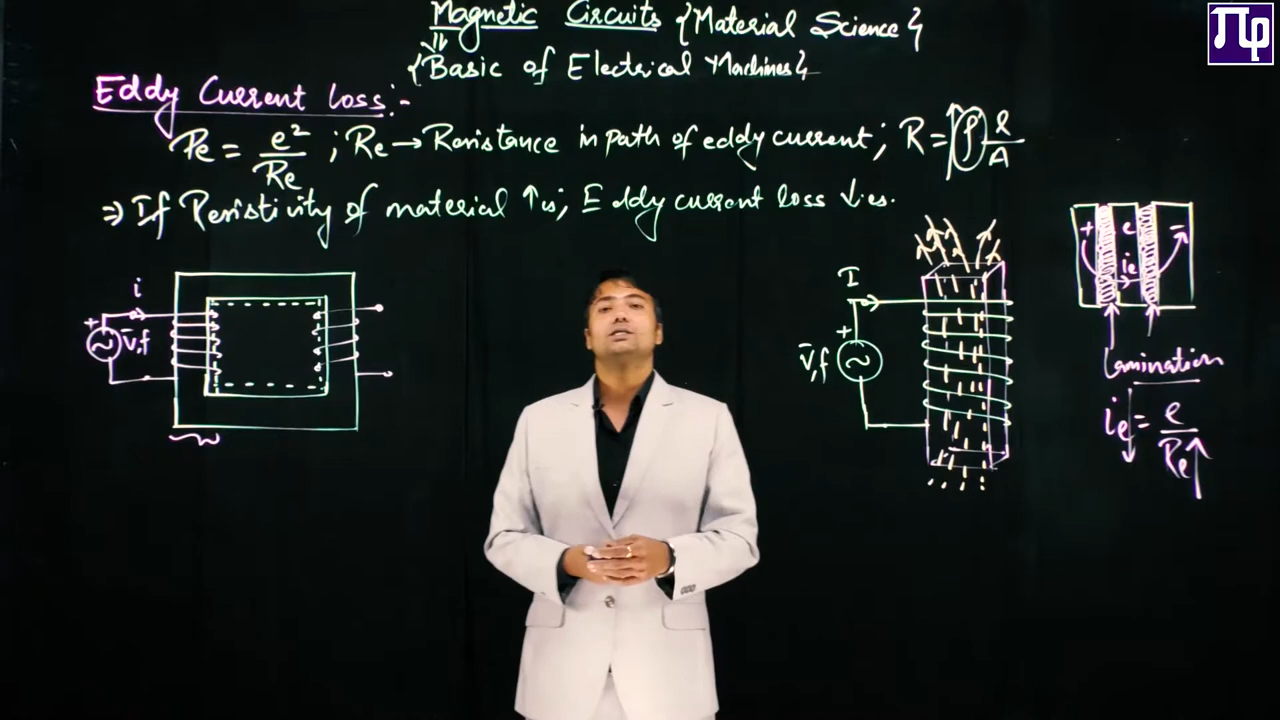 Magnetic Circuits {Material Science}
⇓
{Basic of Electrical Machines}
Eddy Current Loss:-
Pe = e²/Re ; Re → Resistance in path of eddy current; R = ρ l/A
⇒ If Resistivity of material ↑es; Eddy current loss ↓es.
i
+
V̄,f
I
+
V̄,f
+ e -
ie
Lamination
ie↓ = e/Re↑
Πφ